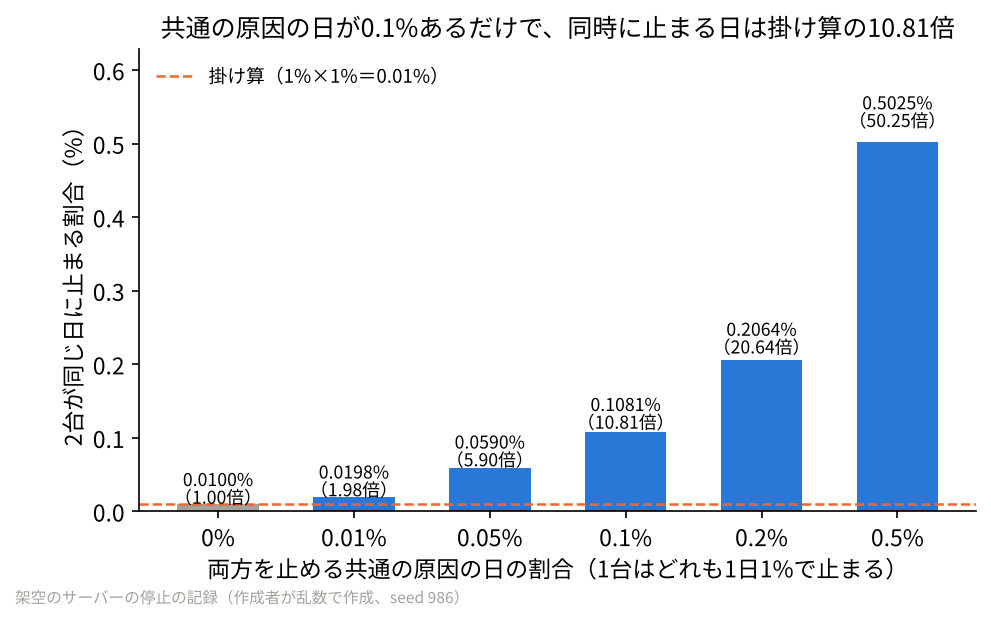 共通の原因の日が0.1%あるだけで、同時に止まる日は掛け算の10.81倍
掛け算（1%×1%＝0.01%）
2台が同じ日に止まる割合（%）
0.6
0.5
0.4
0.3
0.2
0.1
0.0
0.0100%
（1.00倍）
0.0198%
（1.98倍）
0.0590%
（5.90倍）
0.1081%
（10.81倍）
0.2064%
（20.64倍）
0.5025%
（50.25倍）
0%
0.01%
0.05%
0.1%
0.2%
0.5%
両方を止める共通の原因の日の割合（1台はどれも1日1%で止まる）
架空のサーバーの停止の記録（作成者が乱数で作成、seed 986）